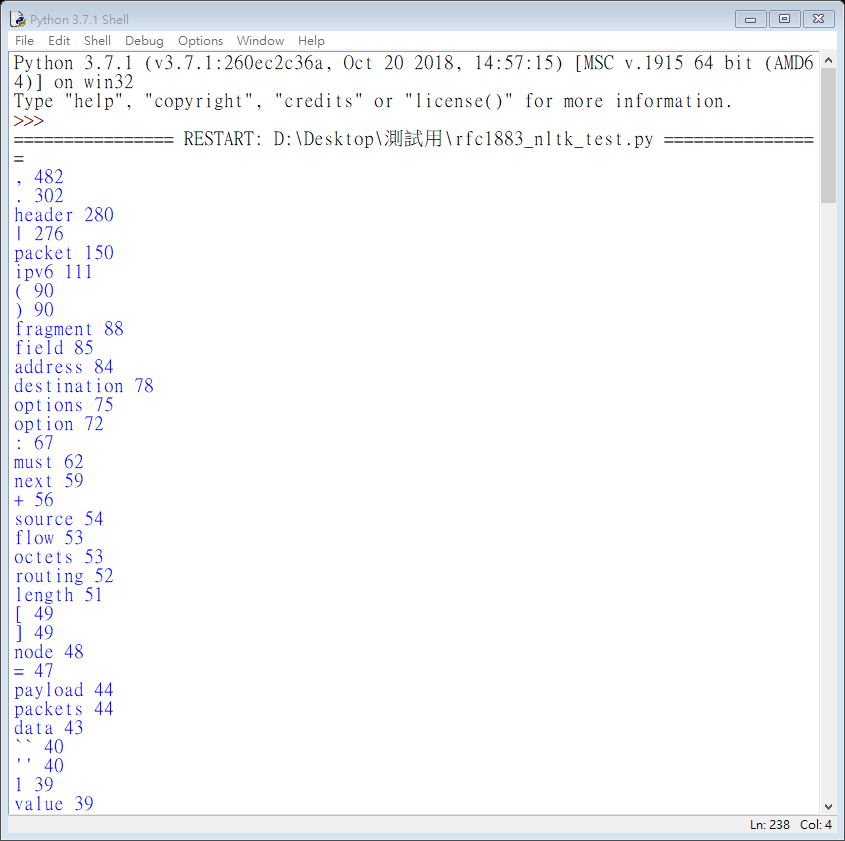 Python 3.7.1 Shell
File Edit Shell Debug Options Window Help
Python 3.7.1 (v3.7.1:260ec2c36a, Oct 20 2018, 14:57:15) [MSC v.1915 64 bit (AMD6
4)] on win32
Type "help", "copyright", "credits" or "license()" for more information.
>>>
================ RESTART: D:\Desktop\測試用\rfc1883_nltk_test.py ===============
=
, 482
. 302
header 280
| 276
packet 150
ipv6 111
( 90
) 90
fragment 88
field 85
address 84
destination 78
options 75
option 72
: 67
must 62
next 59
+ 56
source 54
flow 53
octets 53
routing 52
length 51
[ 49
] 49
node 48
= 47
payload 44
packets 44
data 43
`` 40
'' 40
1 39
value 39
Ln: 238 Col: 4